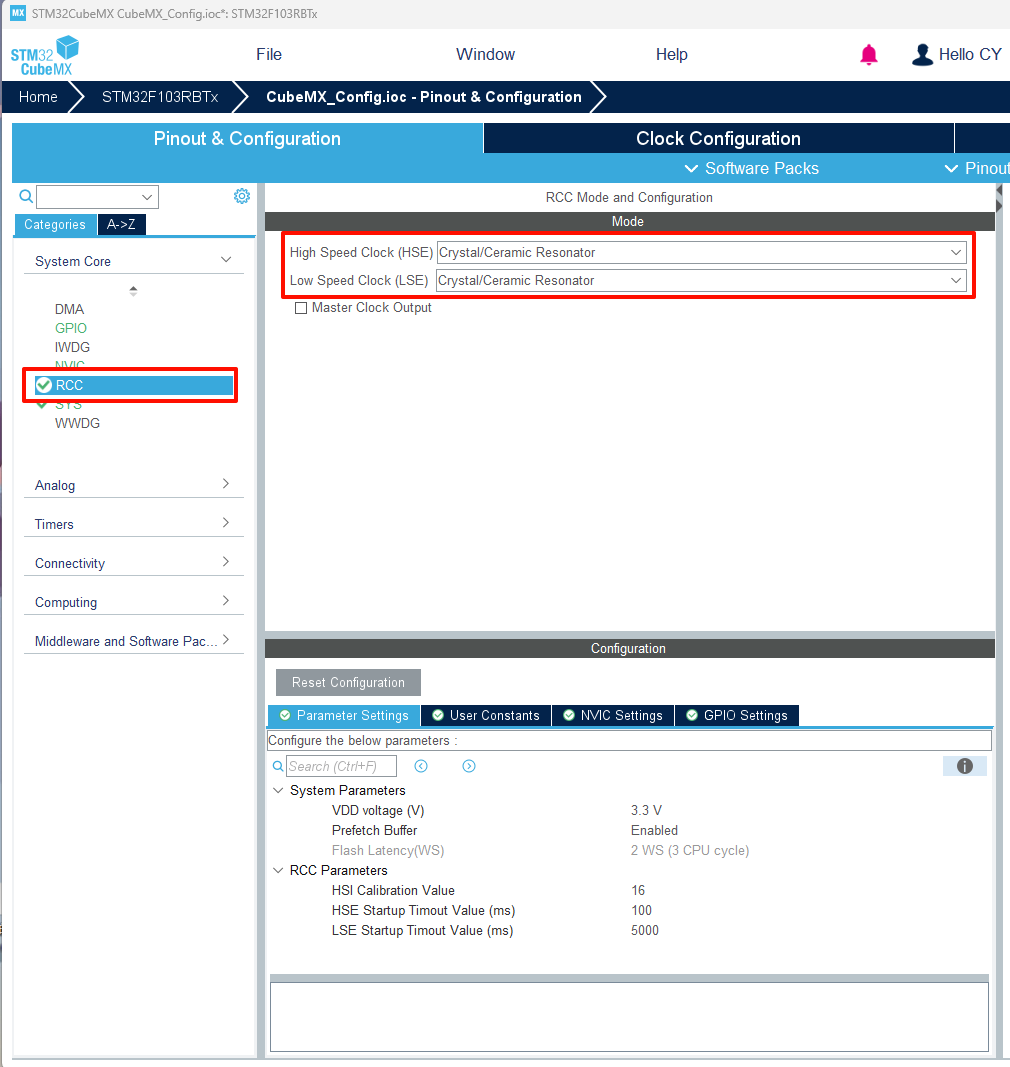 MX STM32CubeMX CubeMX_Config.ioc*: STM32F103RBTx
STM32
CubeMX
File
Window
Help
Hello CY
Home
STM32F103RBTx
CubeMX_Config.ioc - Pinout & Configuration
Pinout & Configuration
Clock Configuration
Software Packs
Pinout
Categories
A->Z
System Core
DMA
GPIO
IWDG
NVIC
RCC
SYS
WWDG
Analog
Timers
Connectivity
Computing
Middleware and Software Pac...
RCC Mode and Configuration
Mode
High Speed Clock (HSE) Crystal/Ceramic Resonator
Low Speed Clock (LSE) Crystal/Ceramic Resonator
Master Clock Output
Configuration
Reset Configuration
Parameter Settings
User Constants
NVIC Settings
GPIO Settings
Configure the below parameters :
Search (Ctrl+F)
System Parameters
VDD voltage (V) 3.3 V
Prefetch Buffer Enabled
Flash Latency(WS) 2 WS (3 CPU cycle)
RCC Parameters
HSI Calibration Value 16
HSE Startup Timout Value (ms) 100
LSE Startup Timout Value (ms) 5000